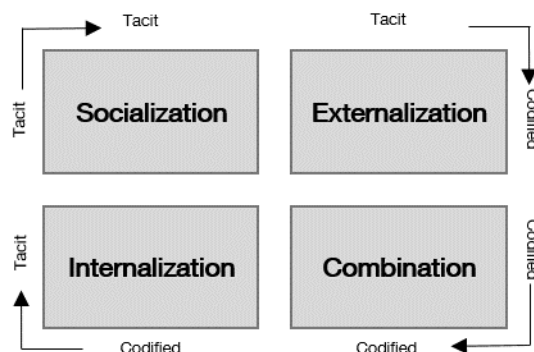 Tacit
Tacit
Tacit
Socialization
Externalization
Codified
Tacit
Internalization
Combination
Codified
Codified
Codified